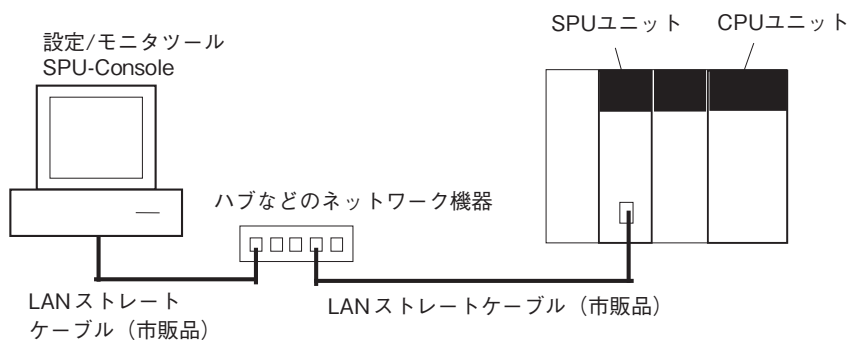 SPUユニット
CPUユニット
設定/モニタツール
SPU-Console
ハブなどのネットワーク機器
LANストレート
ケーブル（市販品）
LANストレートケーブル（市販品）